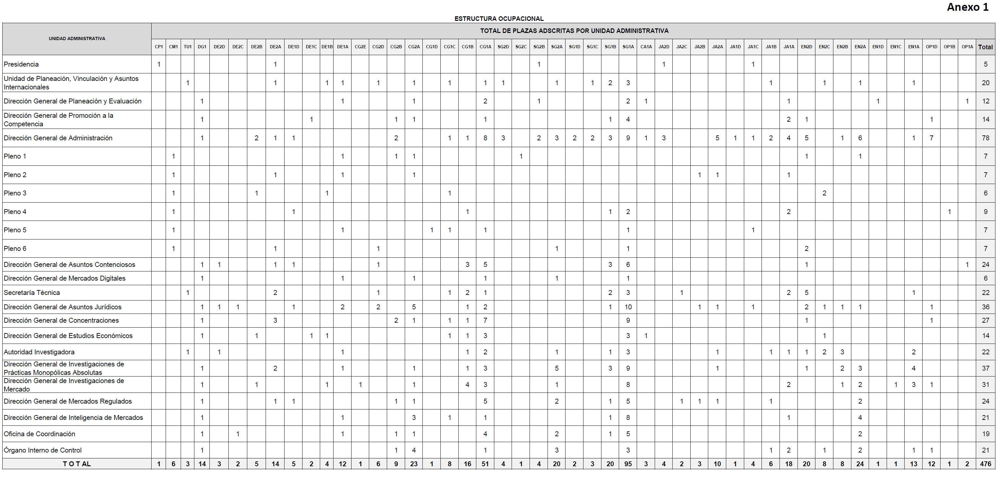 Anexo 1
ESTRUCTURA OCUPACIONAL
UNIDAD ADMINISTRATIVA
TOTAL DE PLAZAS ADSCRITAS POR UNIDAD ADMINISTRATIVA
CP1 CM1 TU1 DG1 DE2D DE2C DE2B DE2A DE1D DE1C DE1B DE1A CG2E CG2D CG2B CG2A CG1D CG1C CG1B CG1A SG2D SG2C SG2B SG2A SG1D SG1C SG1B SG1A CA1A JA2D JA2C JA2B JA2A JA1D JA1C JA1B JA1A EN2D EN2C EN2B EN2A EN1D EN1C EN1A OP1D OP1B OP1A Total
Presidencia 1 1 1 1 1 5
Unidad de Planeación, Vinculación y Asuntos
Internacionales 1 1 1 1 1 1 1 1 1 1 1 2 3 1 1 1 1 20
Dirección General de Planeación y Evaluación 1 1 1 2 1 2 1 1 1 1 12
Dirección General de Promoción a la
Competencia 1 1 1 1 1 1 4 2 1 1 14
Dirección General de Administración 1 2 1 1 2 1 1 8 3 2 3 2 2 3 9 1 3 5 1 1 2 4 5 1 6 1 7 78
Pleno 1 1 1 1 1 1 1 1 7
Pleno 2 1 1 1 1 1 1 1 7
Pleno 3 1 1 1 1 2 6
Pleno 4 1 1 1 1 2 2 1 9
Pleno 5 1 1 1 1 1 1 1 7
Pleno 6 1 1 1 1 1 2 7
Dirección General de Asuntos Contenciosos 1 1 1 1 1 3 5 3 6 1 1 24
Dirección General de Mercados Digitales 1 1 1 1 1 1 6
Secretaría Técnica 1 2 1 1 2 1 2 3 1 2 5 1 22
Dirección General de Asuntos Jurídicos 1 1 1 1 2 2 5 1 2 1 10 1 1 1 2 1 1 1 1 36
Dirección General de Concentraciones 1 3 2 1 1 1 7 9 1 1 27
Dirección General de Estudios Económicos 1 1 1 1 1 1 3 3 1 1 14
Autoridad Investigadora 1 1 1 1 2 1 1 3 1 1 1 1 2 3 2 22
Dirección General de Investigaciones de
Prácticas Monopólicas Absolutas 1 2 1 1 1 3 5 3 9 1 1 2 3 4 37
Dirección General de Investigaciones de
Mercado 1 1 1 1 1 4 3 1 8 2 1 2 1 3 1 31
Dirección General de Mercados Regulados 1 1 1 1 1 5 2 1 5 1 1 1 1 2 24
Dirección General de Inteligencia de Mercados 1 1 3 1 1 1 8 1 4 21
Oficina de Coordinación 1 1 1 1 1 4 2 1 5 2 19
Órgano Interno de Control 1 1 4 1 3 3 1 2 1 2 1 1 21
T O T A L 1 6 3 14 3 2 5 14 5 2 4 12 1 6 9 23 1 8 16 51 4 1 4 20 2 3 20 95 3 4 2 3 10 1 4 6 18 20 8 8 24 1 1 13 12 1 2 476